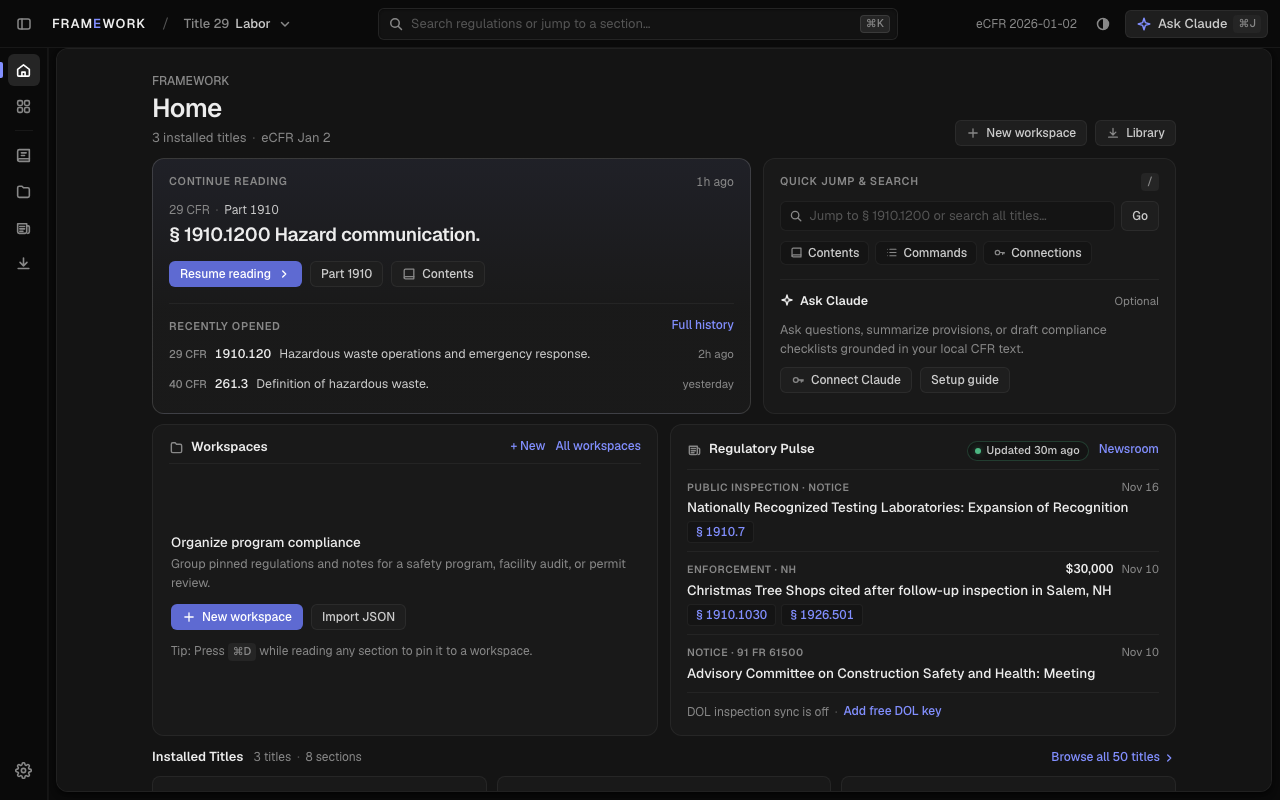 FRAMEWORK / Title 29 Labor
Search regulations or jump to a section… ⌘K
eCFR 2026-01-02
Ask Claude ⌘J
FRAMEWORK
Home
3 installed titles · eCFR Jan 2
New workspace
Library
CONTINUE READING 1h ago
29 CFR · Part 1910
§ 1910.1200 Hazard communication.
Resume reading
Part 1910
Contents
RECENTLY OPENED Full history
29 CFR 1910.120 Hazardous waste operations and emergency response. 2h ago
40 CFR 261.3 Definition of hazardous waste. yesterday
QUICK JUMP & SEARCH /
Jump to § 1910.1200 or search all titles… Go
Contents
Commands
Connections
Ask Claude Optional
Ask questions, summarize provisions, or draft compliance
checklists grounded in your local CFR text.
Connect Claude
Setup guide
Workspaces + New All workspaces
Organize program compliance
Group pinned regulations and notes for a safety program, facility audit, or permit
review.
New workspace
Import JSON
Tip: Press ⌘D while reading any section to pin it to a workspace.
Regulatory Pulse Updated 30m ago Newsroom
PUBLIC INSPECTION · NOTICE Nov 16
Nationally Recognized Testing Laboratories: Expansion of Recognition
§ 1910.7
ENFORCEMENT · NH $30,000 Nov 10
Christmas Tree Shops cited after follow-up inspection in Salem, NH
§ 1910.1030 § 1926.501
NOTICE · 91 FR 61500 Nov 10
Advisory Committee on Construction Safety and Health: Meeting
DOL inspection sync is off · Add free DOL key
Installed Titles 3 titles · 8 sections Browse all 50 titles